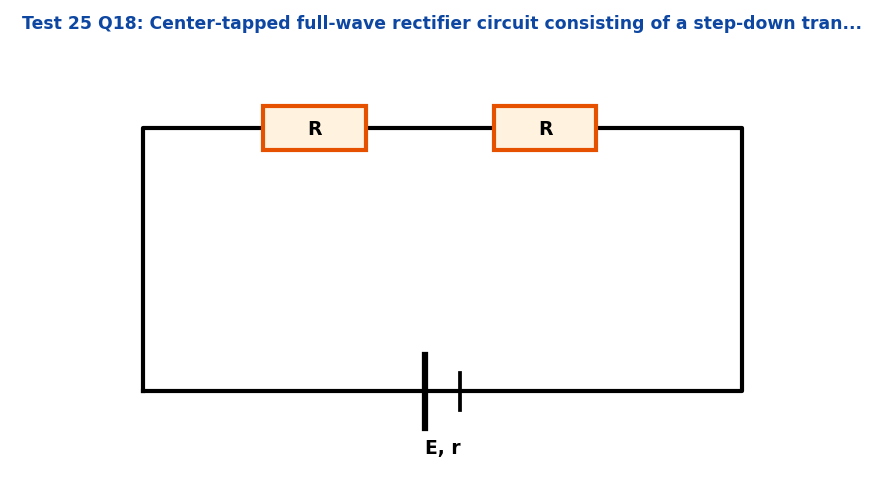 Test 25 Q18: Center-tapped full-wave rectifier circuit consisting of a step-down tran...
R R
E, r